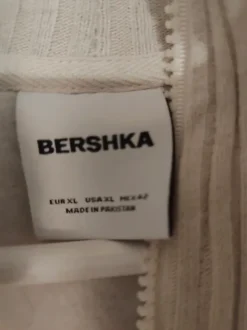 BERSHKA
EUR XL USA XL MEX 42
MADE IN PAKISTAN